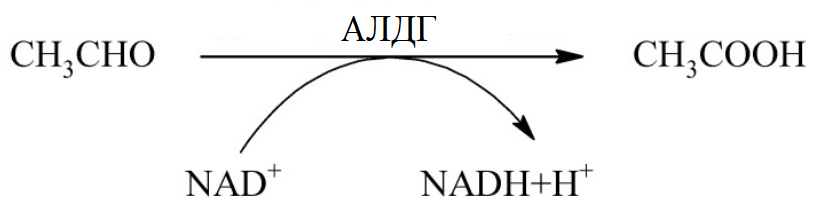 АЛДГ
CH₃CHO CH₃COOH
NAD⁺ NADH+H⁺